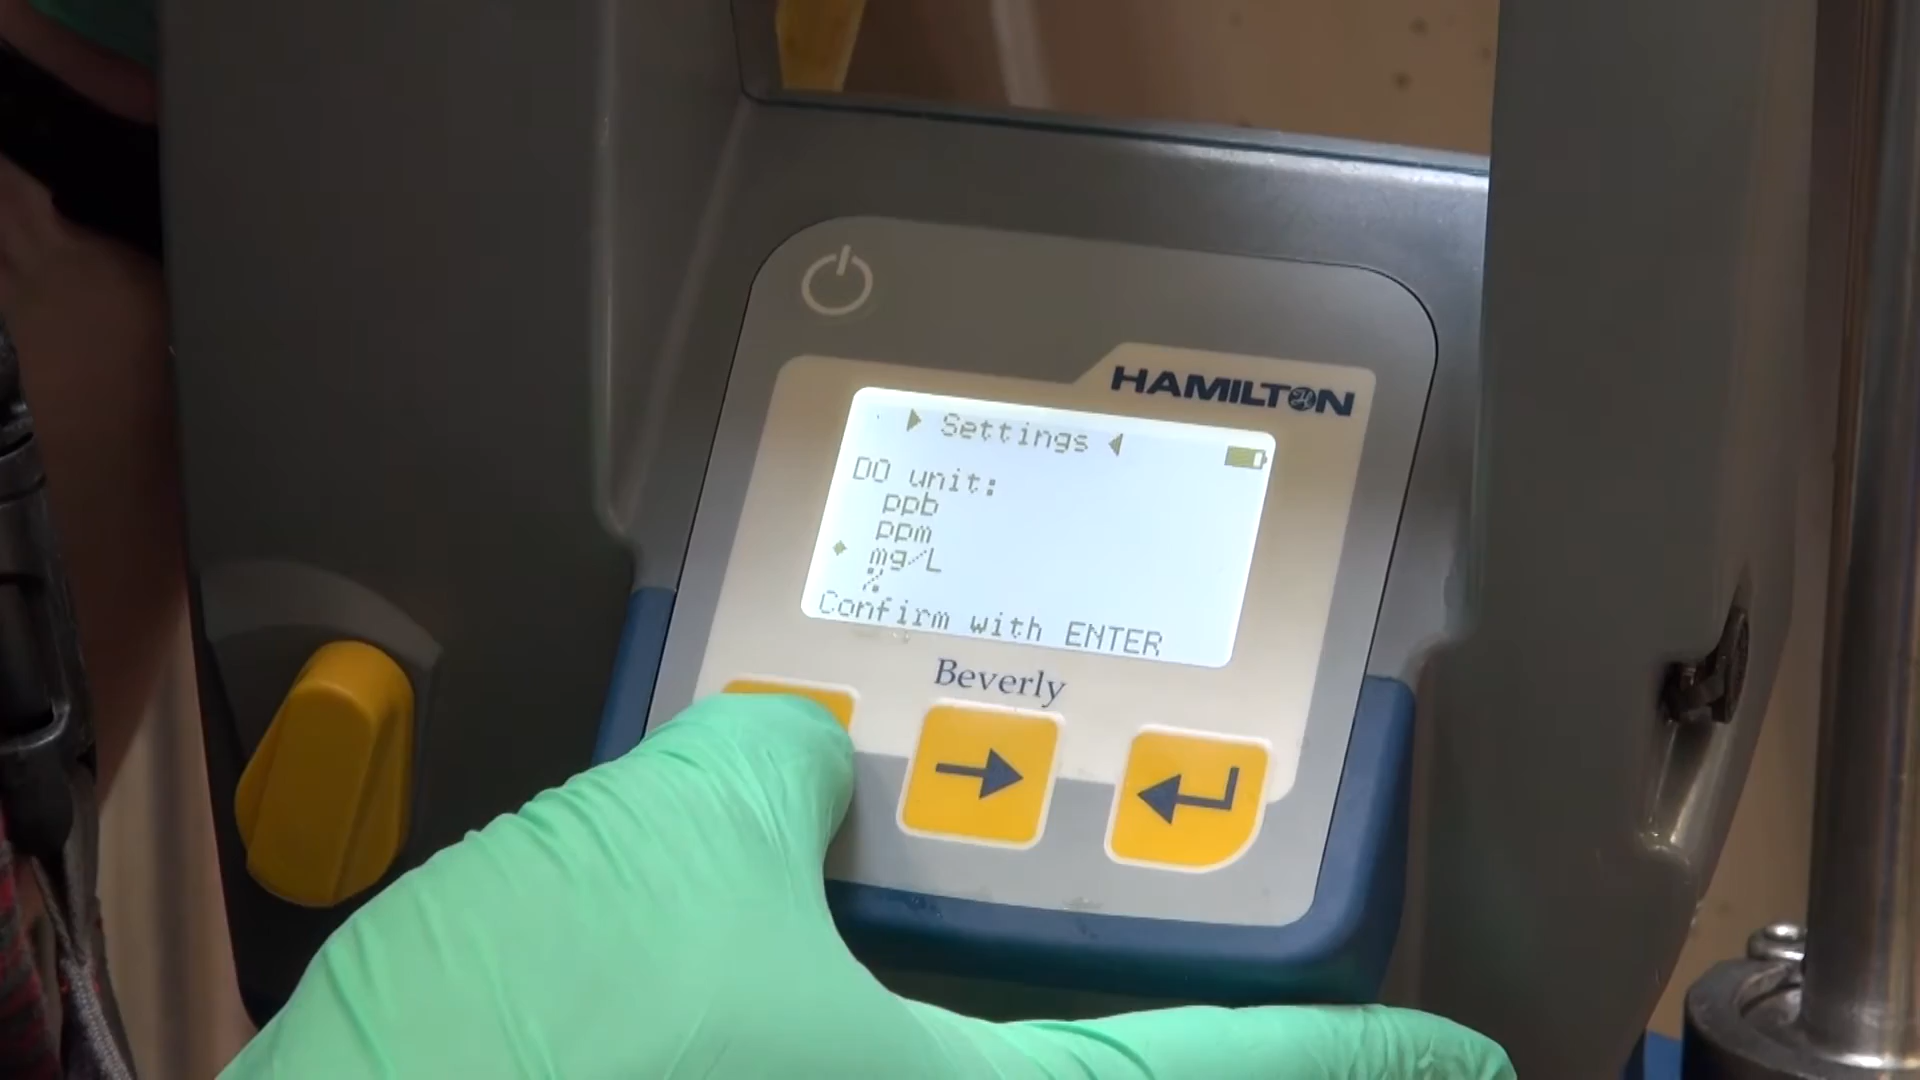 HAMILTON
Settings
DO unit:
ppb
ppm
mg/L
%
Confirm with ENTER
Beverly